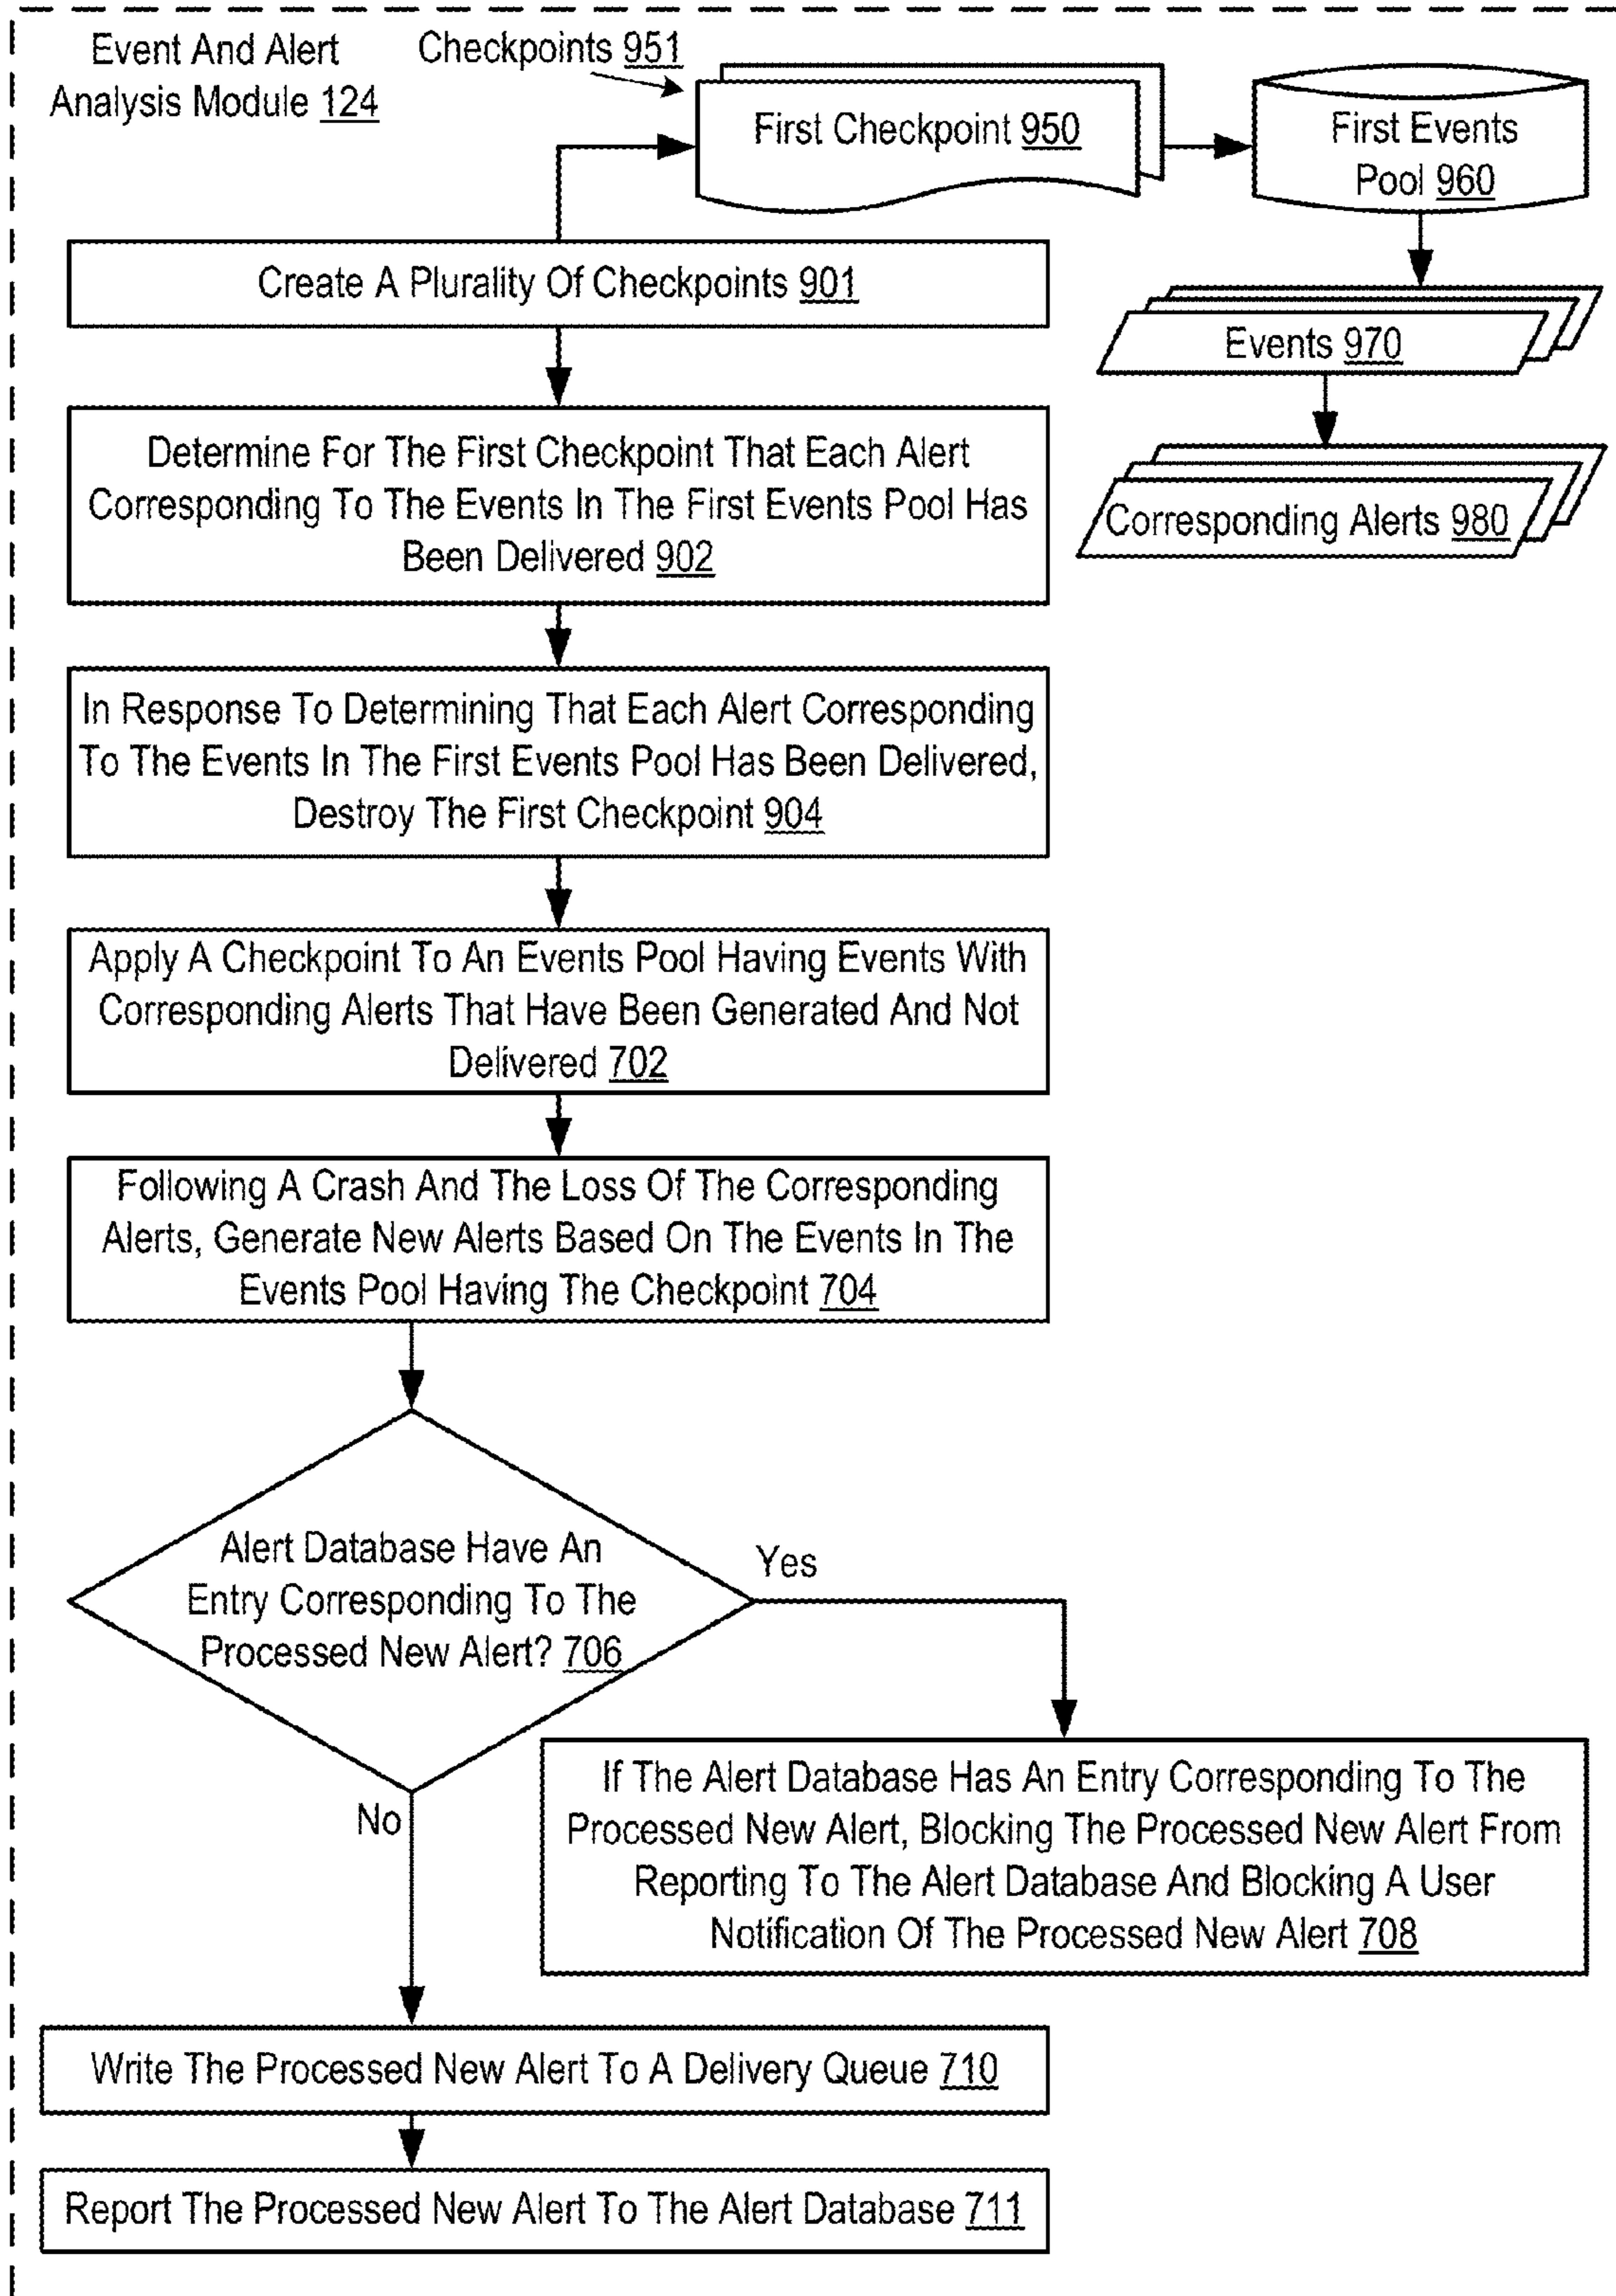 Event And Alert
Analysis Module 124
Checkpoints 951
First Checkpoint 950
First Events
Pool 960
Create A Plurality Of Checkpoints 901
Events 970
Determine For The First Checkpoint That Each Alert
Corresponding To The Events In The First Events Pool Has
Been Delivered 902
Corresponding Alerts 980
In Response To Determining That Each Alert Corresponding
To The Events In The First Events Pool Has Been Delivered,
Destroy The First Checkpoint 904
Apply A Checkpoint To An Events Pool Having Events With
Corresponding Alerts That Have Been Generated And Not
Delivered 702
Following A Crash And The Loss Of The Corresponding
Alerts, Generate New Alerts Based On The Events In The
Events Pool Having The Checkpoint 704
Alert Database Have An
Entry Corresponding To The
Processed New Alert? 706
Yes
No
If The Alert Database Has An Entry Corresponding To The
Processed New Alert, Blocking The Processed New Alert From
Reporting To The Alert Database And Blocking A User
Notification Of The Processed New Alert 708
Write The Processed New Alert To A Delivery Queue 710
Report The Processed New Alert To The Alert Database 711